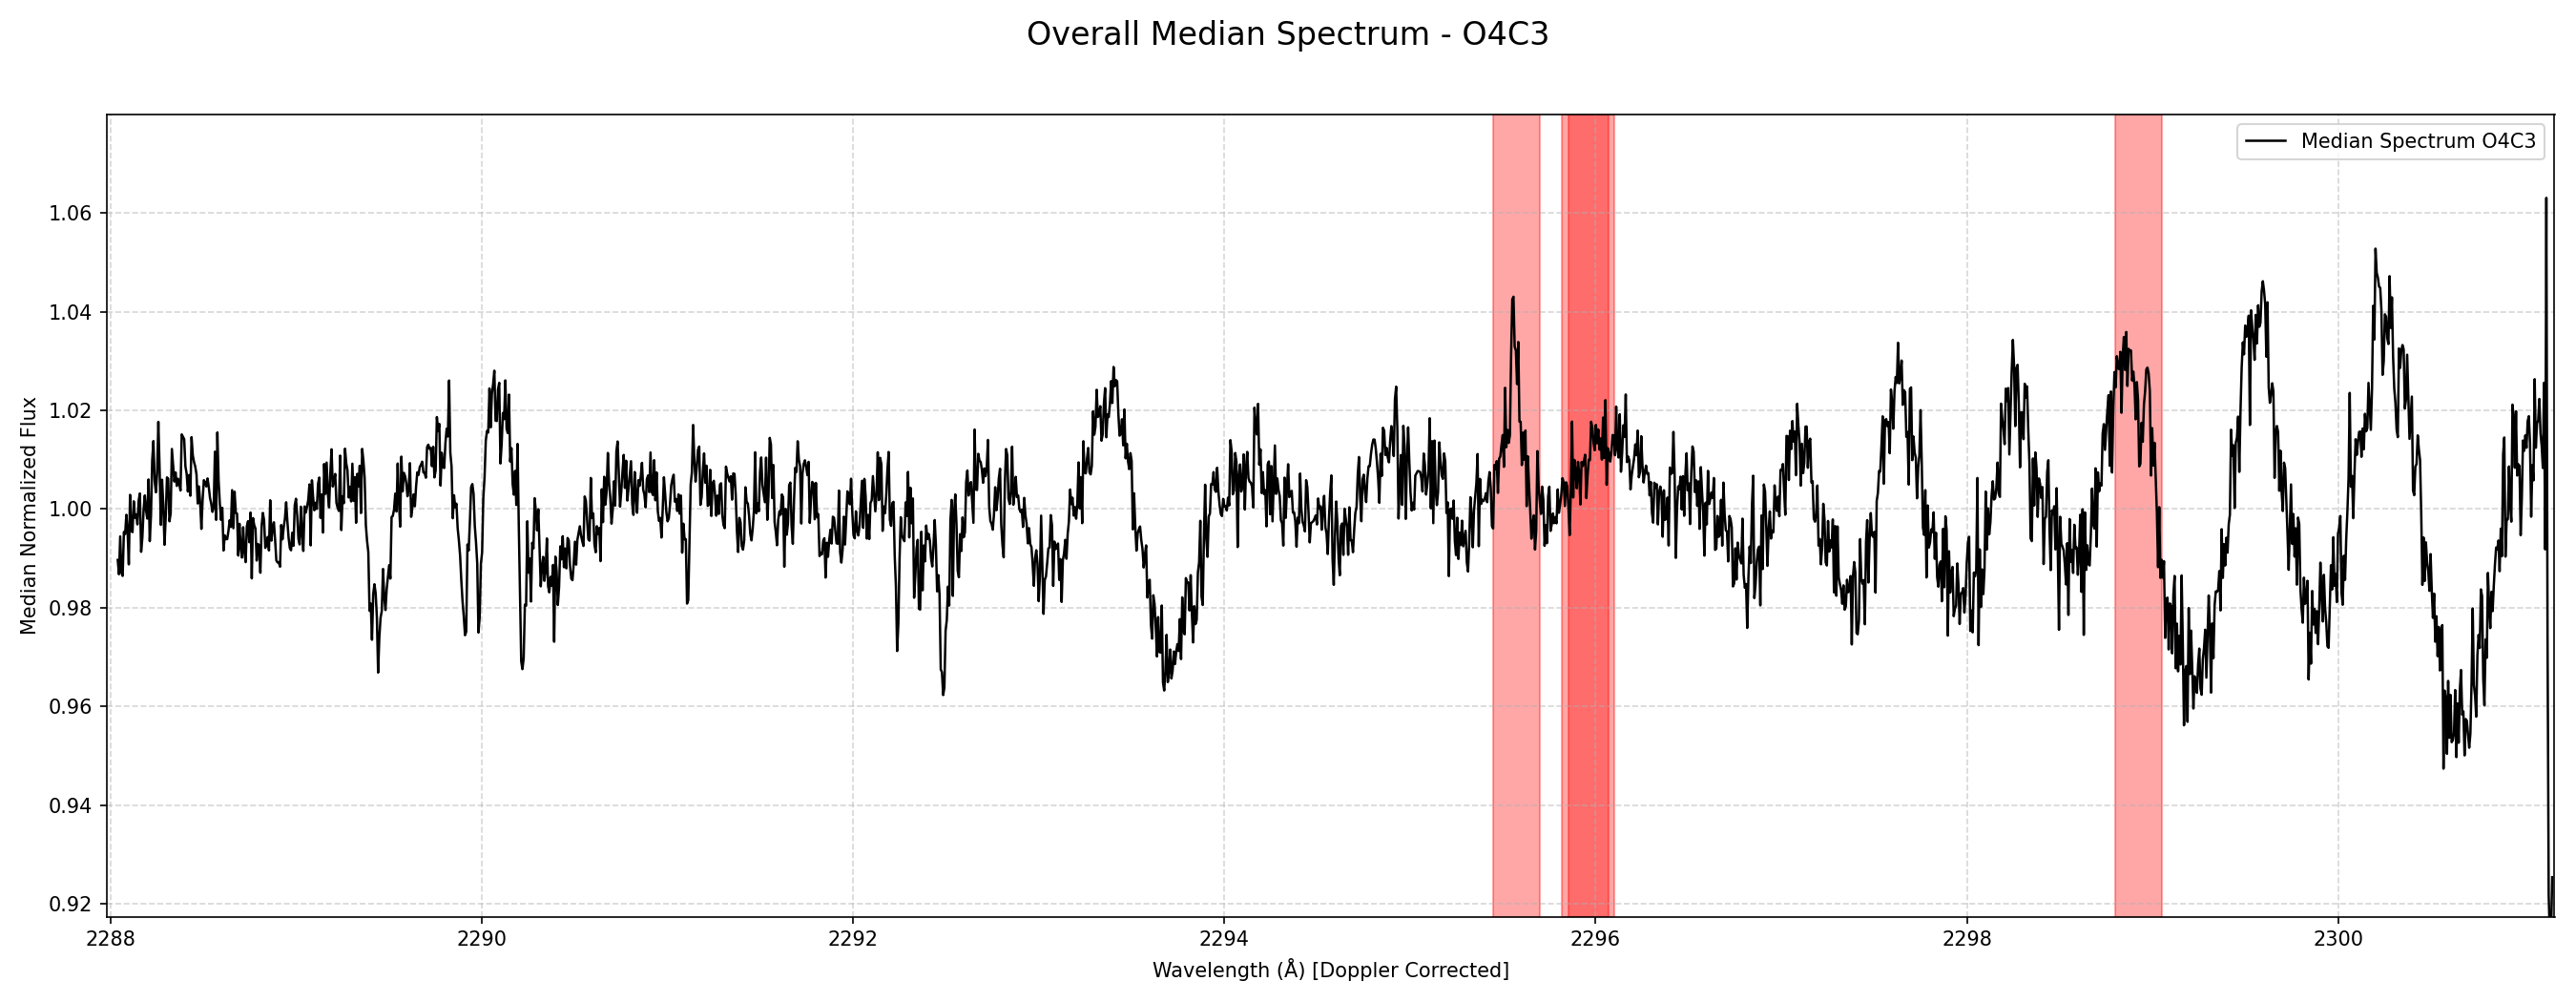 Overall Median Spectrum - O4C3
Median Spectrum O4C3
Median Normalized Flux
1.06
1.04
1.02
1.00
0.98
0.96
0.94
0.92
2288 2290 2292 2294 2296 2298 2300
Wavelength (Å) [Doppler Corrected]